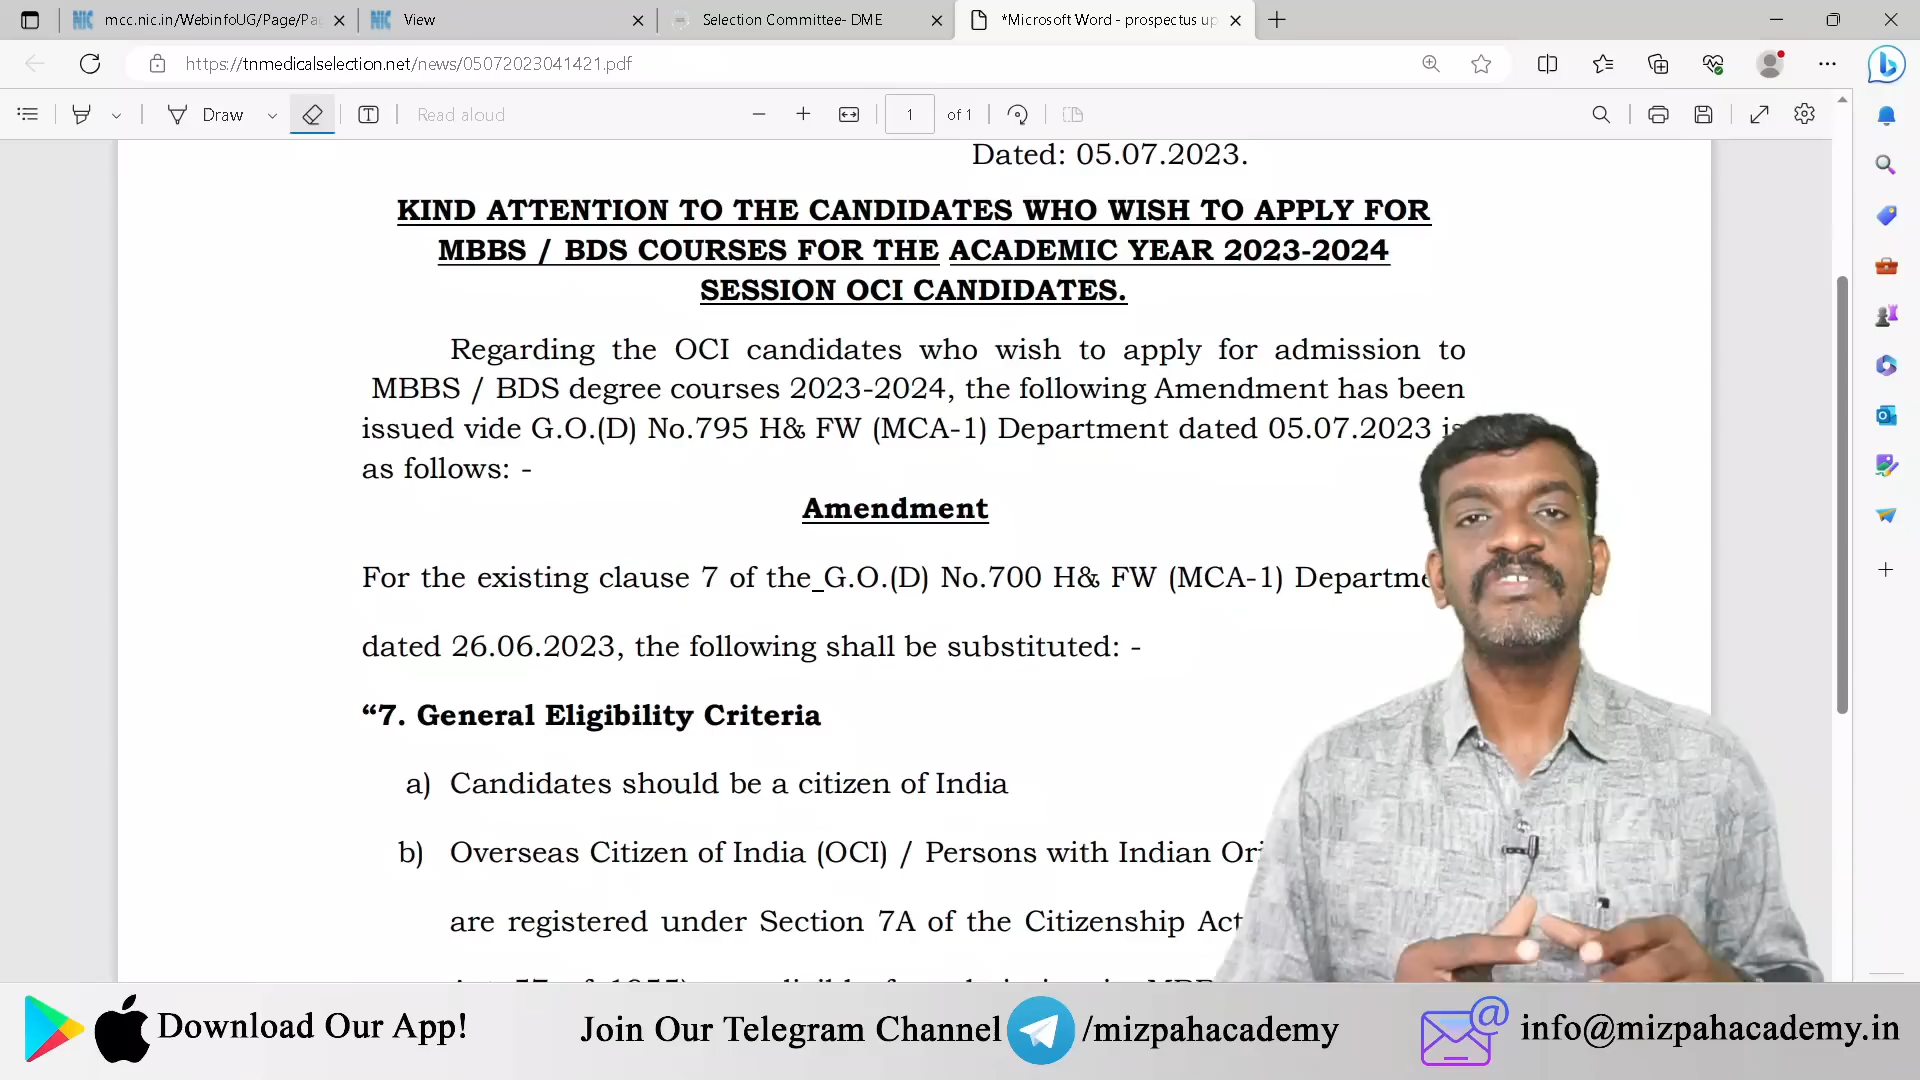 mcc.nic.in/WebinfoUG/Page/Pa
View
Selection Committee- DME
*Microsoft Word - prospectus up
https://tnmedicalselection.net/news/05072023041421.pdf
Draw
Read aloud
1
of 1
Dated: 05.07.2023.
KIND ATTENTION TO THE CANDIDATES WHO WISH TO APPLY FOR
MBBS / BDS COURSES FOR THE ACADEMIC YEAR 2023-2024
SESSION OCI CANDIDATES.
Regarding the OCI candidates who wish to apply for admission to
MBBS / BDS degree courses 2023-2024, the following Amendment has been
issued vide G.O.(D) No.795 H& FW (MCA-1) Department dated 05.07.2023 is
as follows: -
Amendment
For the existing clause 7 of the G.O.(D) No.700 H& FW (MCA-1) Departme
dated 26.06.2023, the following shall be substituted: -
“7. General Eligibility Criteria
a) Candidates should be a citizen of India
b) Overseas Citizen of India (OCI) / Persons with Indian Ori
are registered under Section 7A of the Citizenship Act
Download Our App!
Join Our Telegram Channel /mizpahacademy
info@mizpahacademy.in